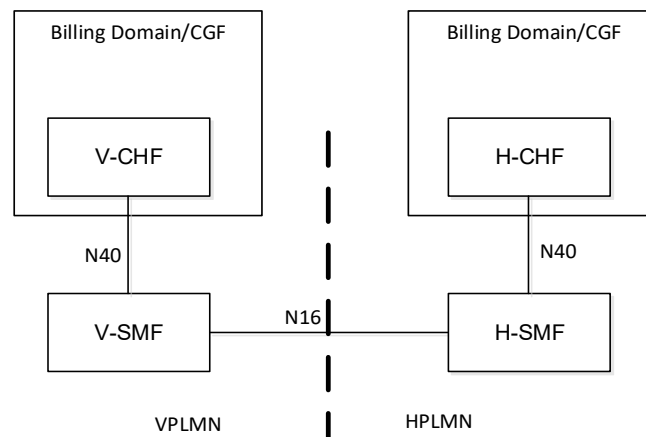 Billing Domain/CGF
Billing Domain/CGF
V-CHF
H-CHF
N40
N40
V-SMF
N16
H-SMF
VPLMN
HPLMN